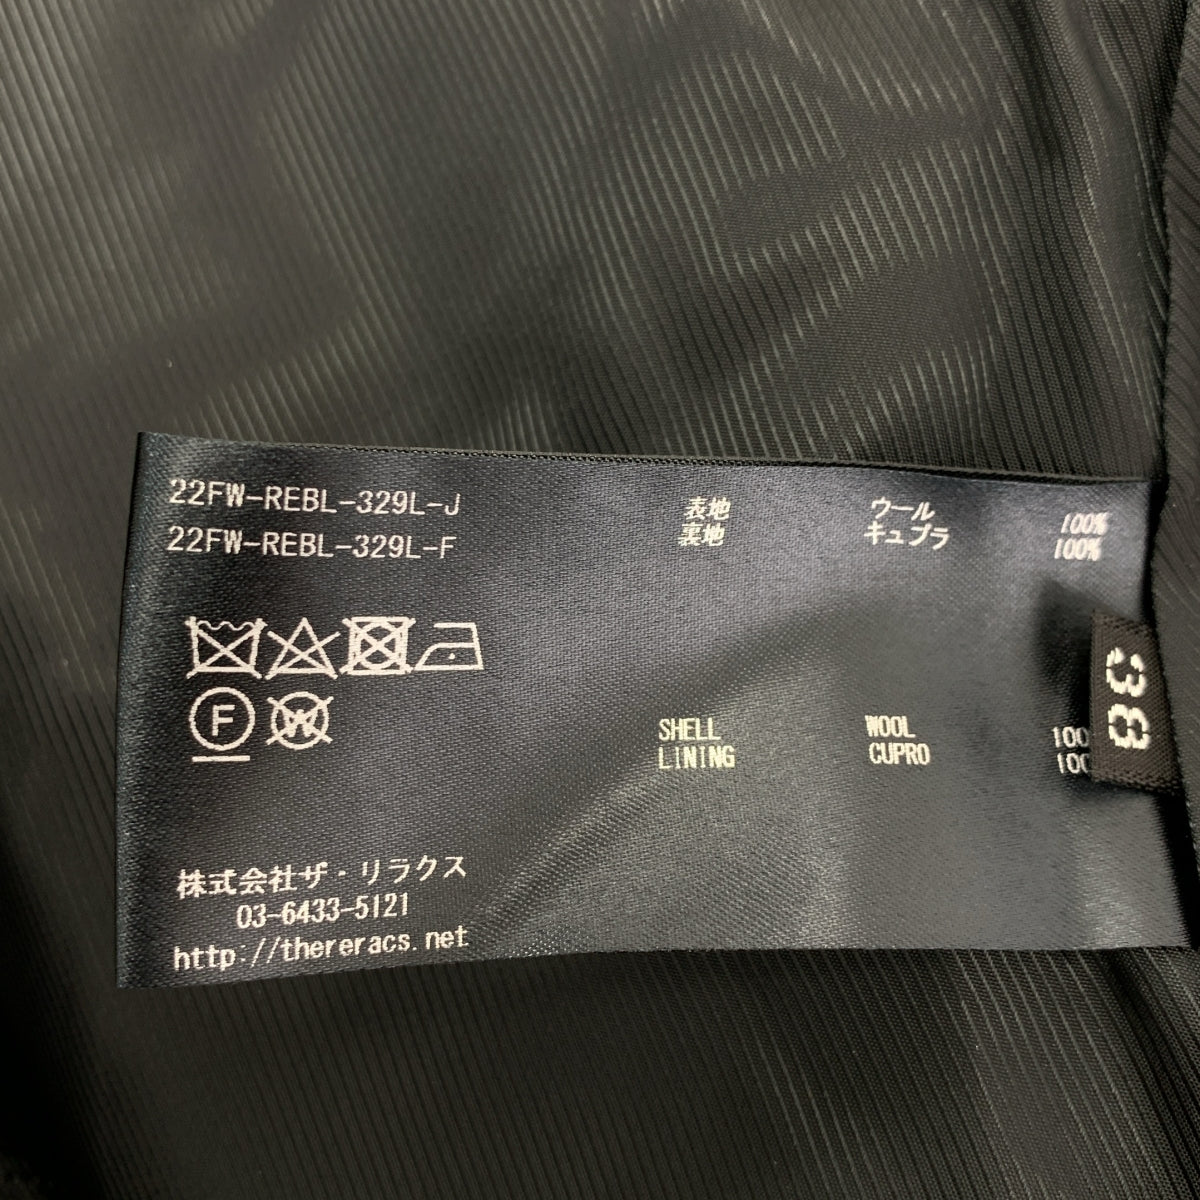 22FW-REBL-329L-J
22FW-REBL-329L-F
表地 ウール 100%
裏地 キュプラ 100%
F
W
SHELL WOOL 100
LINING CUPRO 100
38
株式会社ザ・リラクス
03-6433-5121
http://thereracs.net